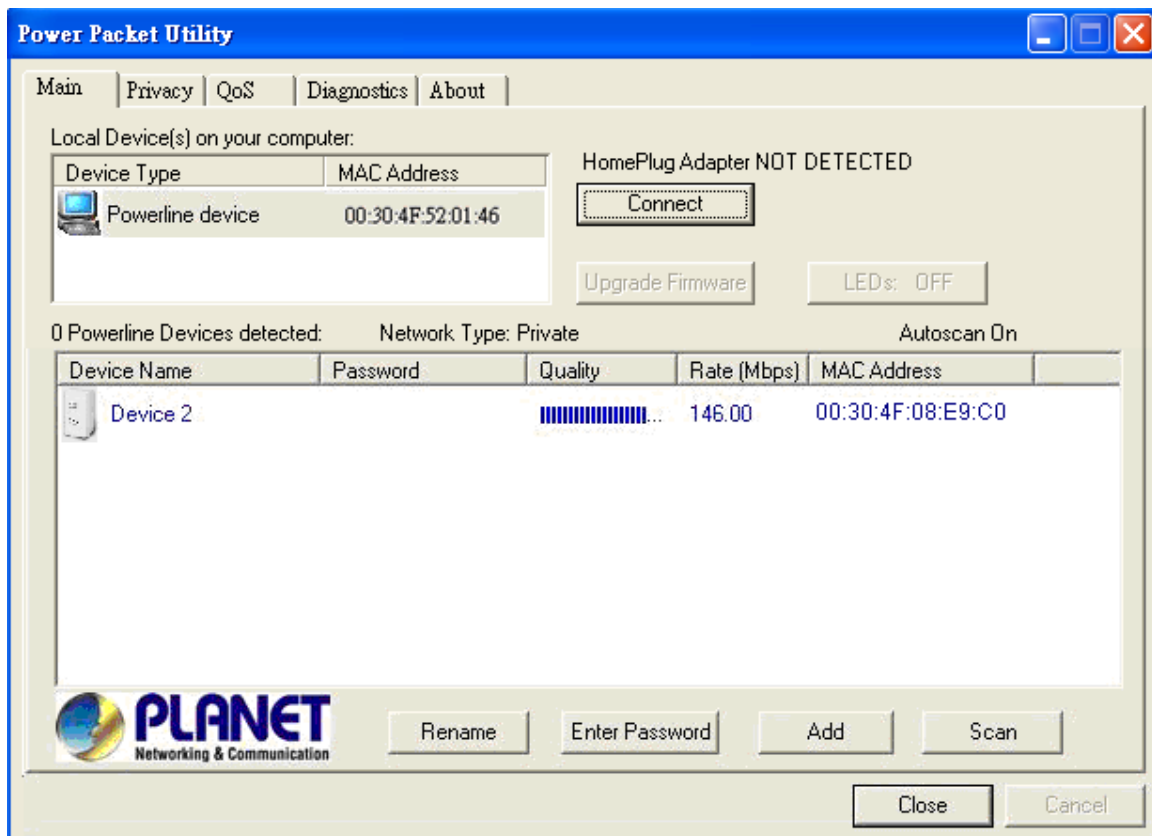 Power Packet Utility
Main Privacy QoS Diagnostics About
Local Device(s) on your computer:
Device Type MAC Address
Powerline device 00:30:4F:52:01:46
HomePlug Adapter NOT DETECTED
Connect
Upgrade Firmware LEDs: OFF
0 Powerline Devices detected: Network Type: Private Autoscan On
Device Name Password Quality Rate (Mbps) MAC Address
Device 2 ... 146.00 00:30:4F:08:E9:C0
PLANET
Networking & Communication
Rename Enter Password Add Scan
Close Cancel